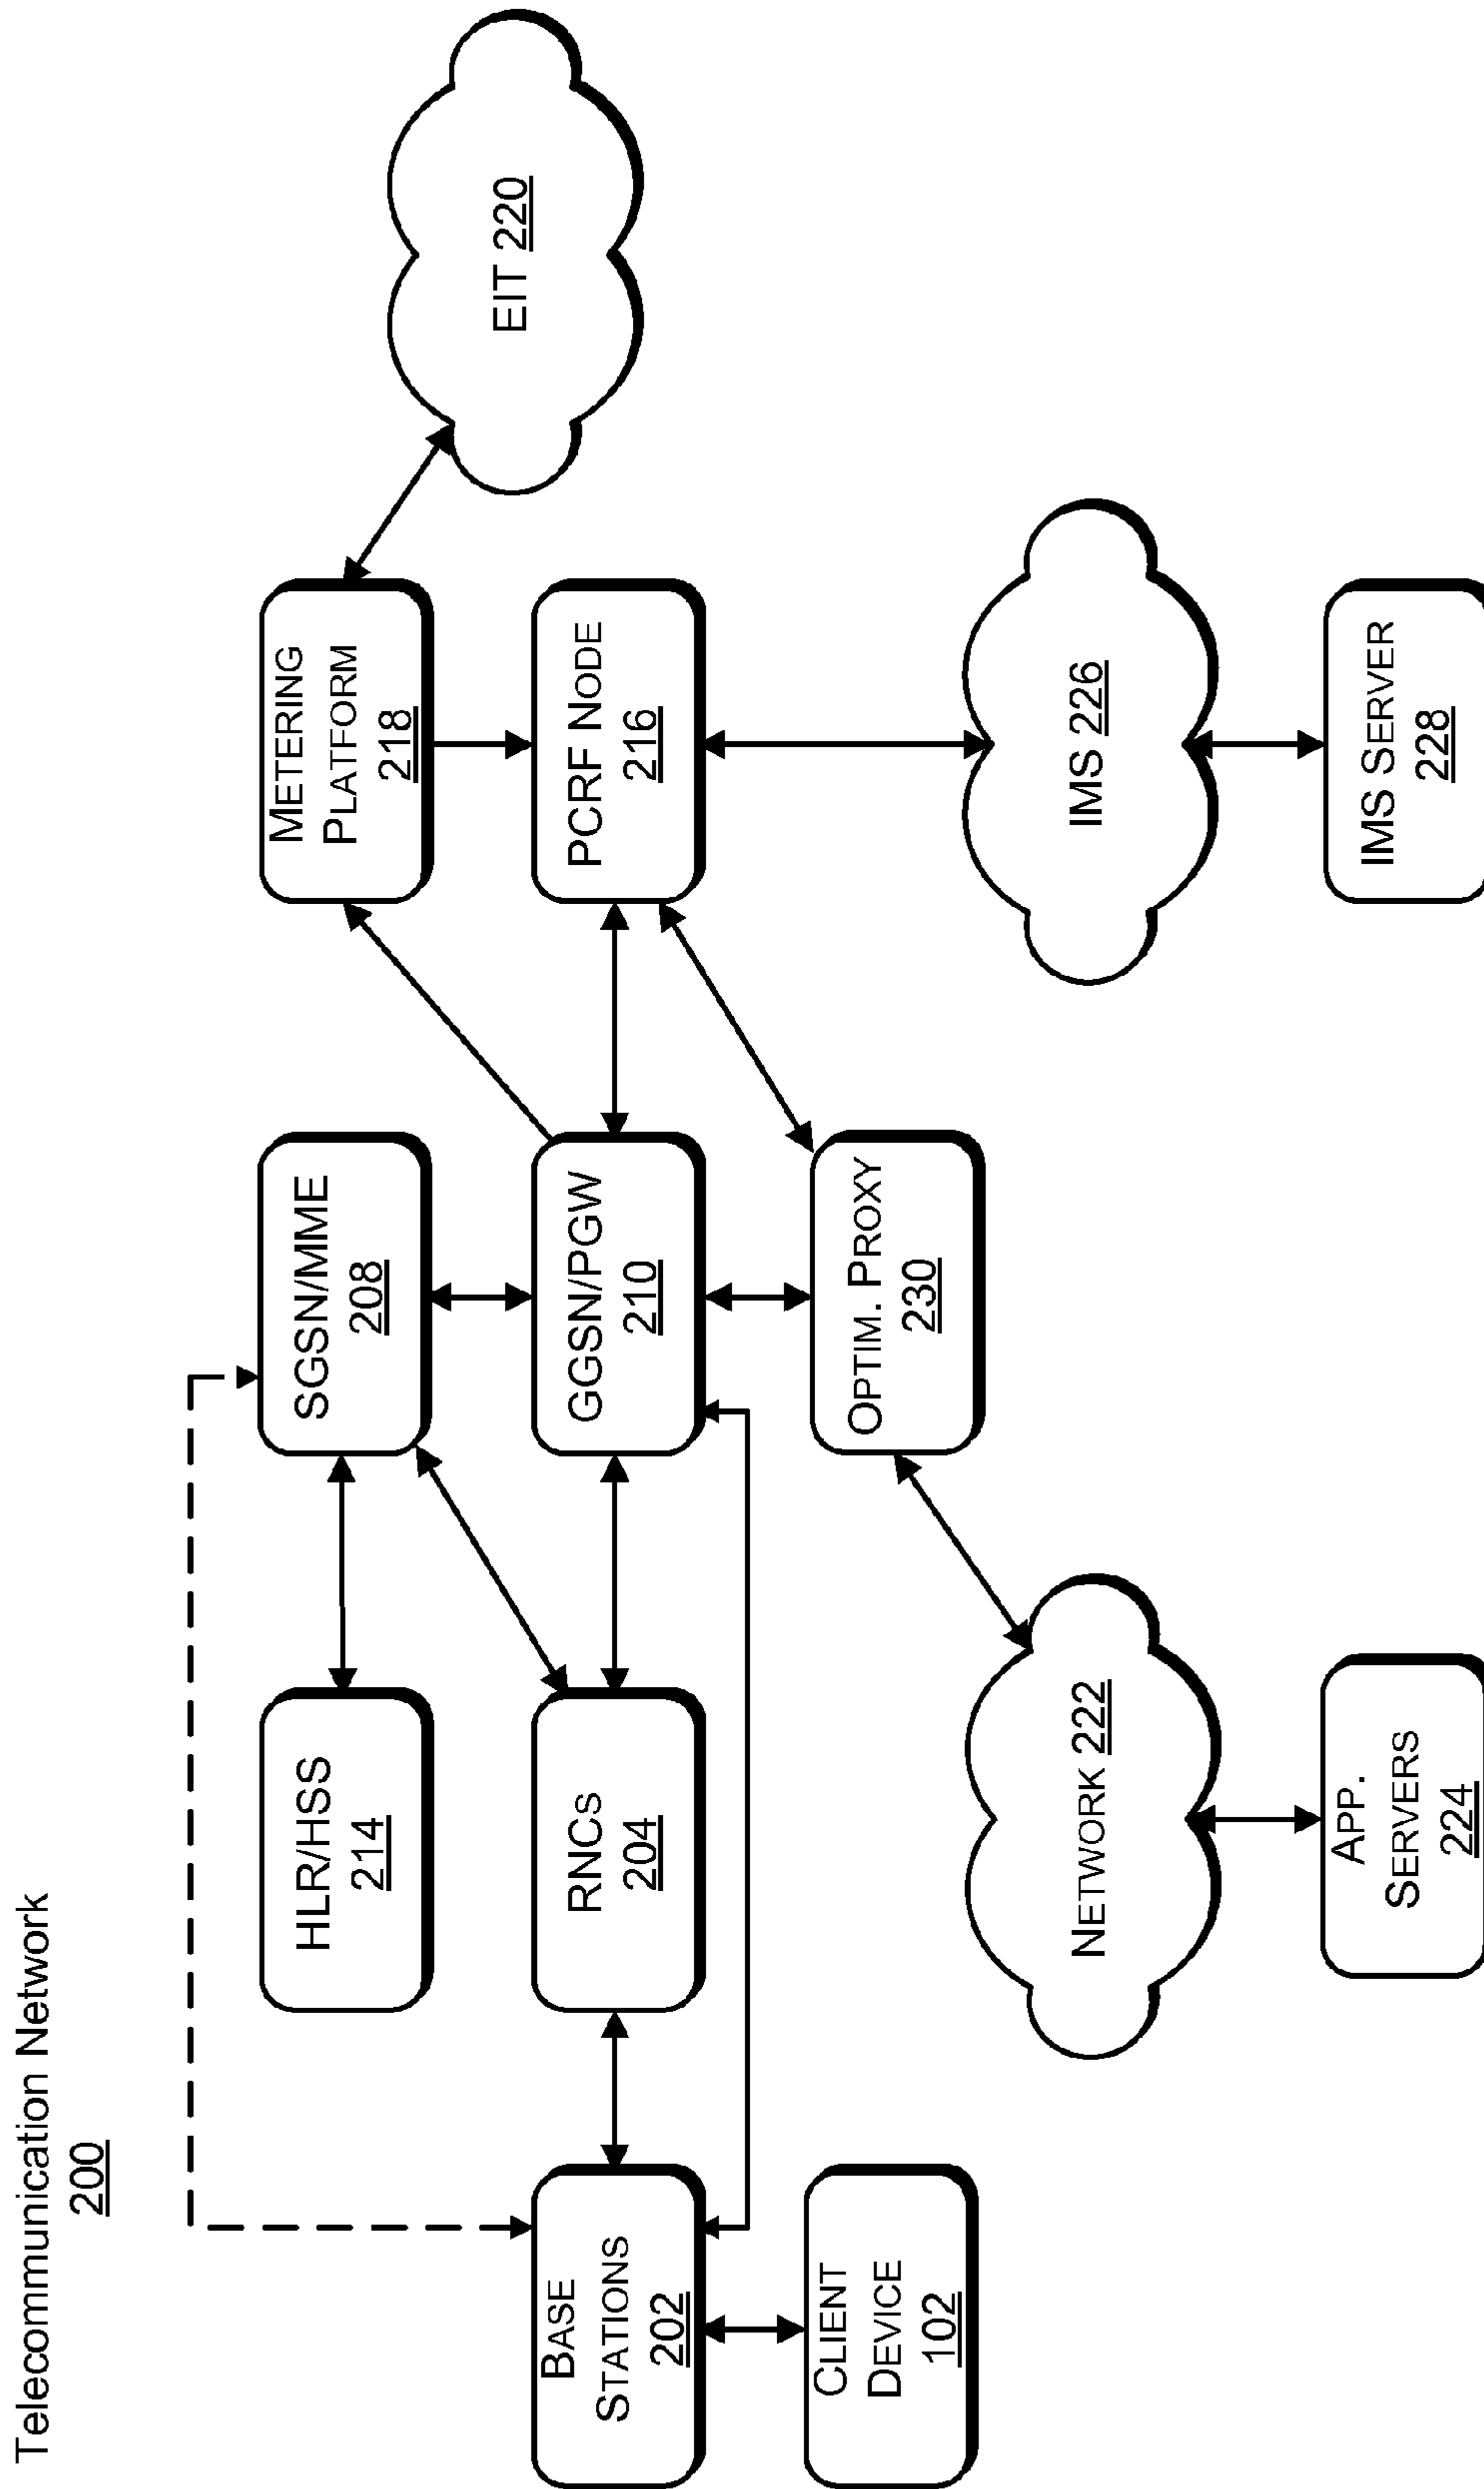 Telecommunication Network
200
HLR/HSS
214
SGSN/MME
208
METERING
PLATFORM
218
EIT 220
BASE
STATIONS
202
RNCS
204
GGSN/PGW
210
PCRF NODE
216
CLIENT
DEVICE
102
OPTIM. PROXY
230
NETWORK 222
IMS 226
APP.
SERVERS
224
IMS SERVER
228